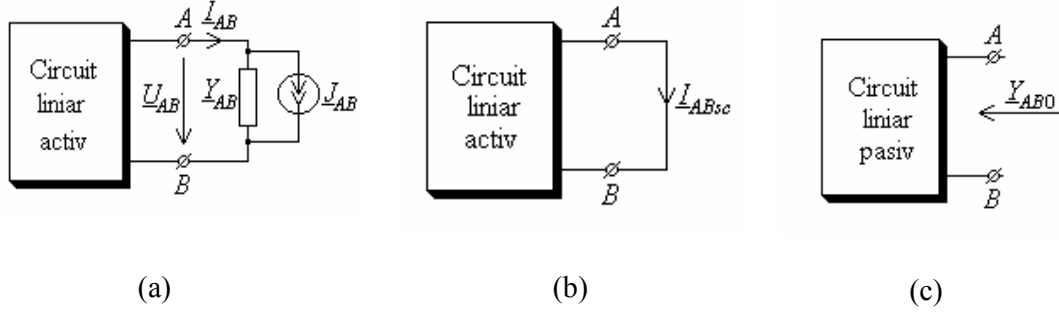 A
I_AB
Circuit
liniar
activ
U_AB
Y_AB
J_AB
B
(a)
A
Circuit
liniar
activ
I_ABsc
B
(b)
A
Circuit
liniar
pasiv
Y_AB0
B
(c)